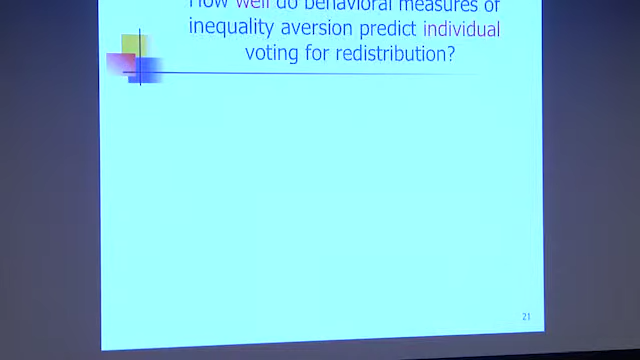 How well do behavioral measures of
inequality aversion predict individual
voting for redistribution?
21